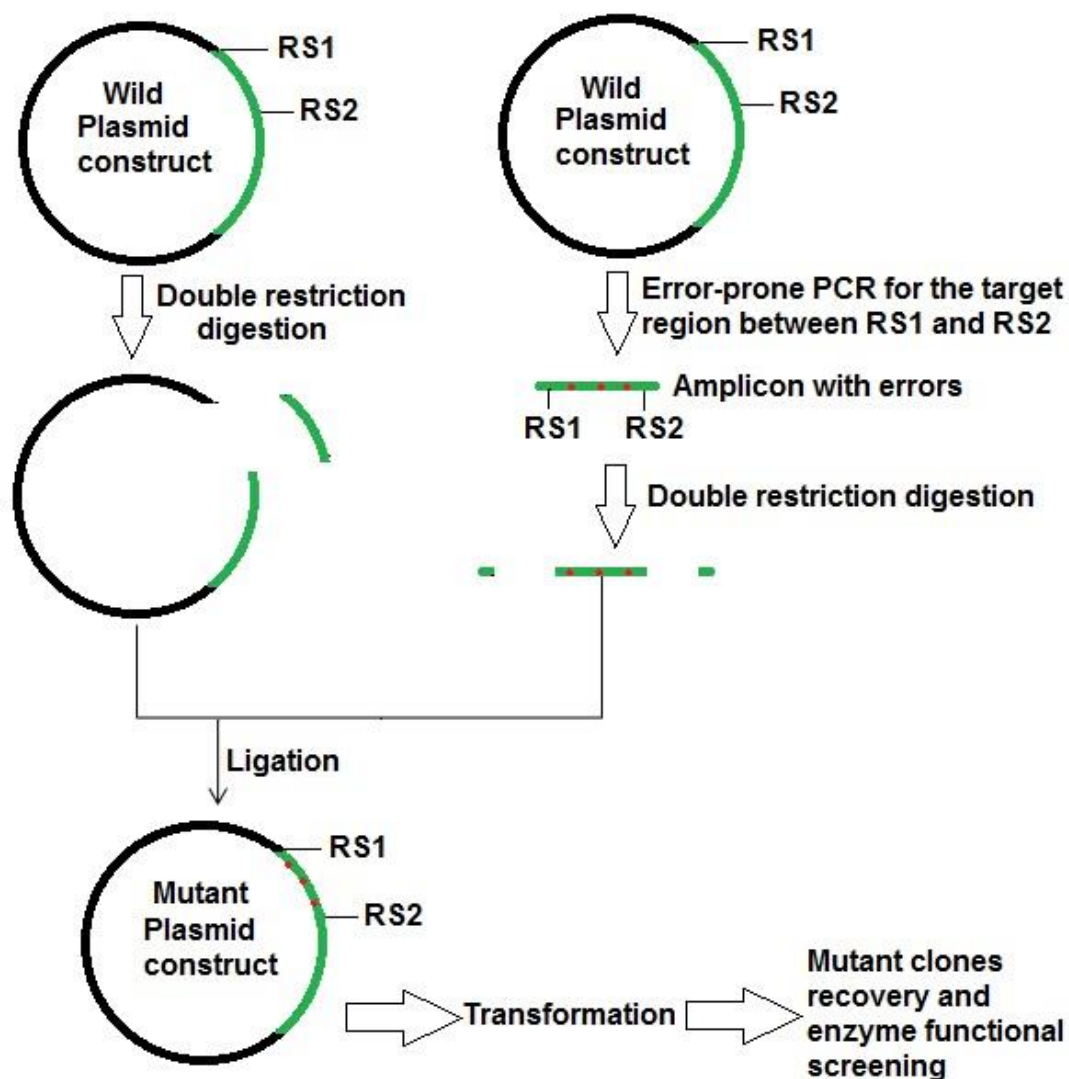 RS1
Wild
Plasmid
construct
RS2
RS1
Wild
Plasmid
construct
RS2
Double restriction
digestion
Error-prone PCR for the target
region between RS1 and RS2
Amplicon with errors
RS1
RS2
Double restriction digestion
Ligation
RS1
Mutant
Plasmid
construct
RS2
Transformation
Mutant clones
recovery and
enzyme functional
screening